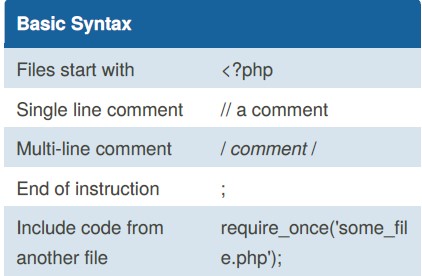 Basic Syntax
Files start with <?php
Single line comment // a comment
Multi-line comment / comment /
End of instruction ;
Include code from require_once('some_fil
another file e.php');